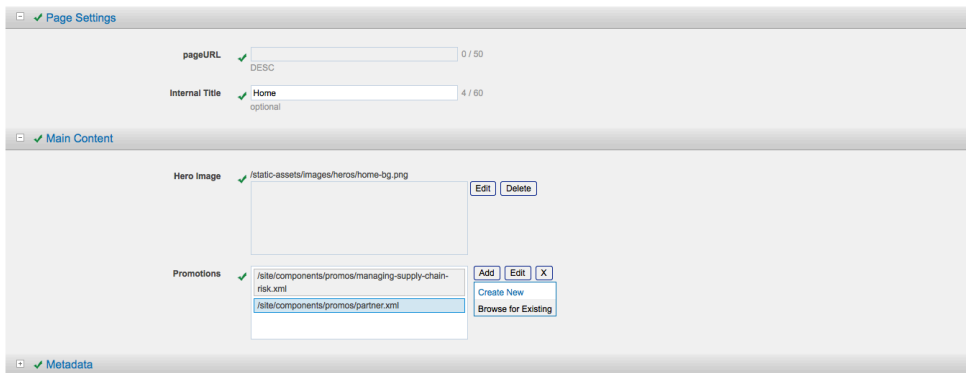 Page Settings
pageURL 0 / 50
DESC
Internal Title Home 4 / 60
optional
Main Content
Hero Image /static-assets/images/heros/home-bg.png
Edit Delete
Promotions /site/components/promos/managing-supply-chain- Add Edit X
risk.xml Create New
/site/components/promos/partner.xml Browse for Existing
Metadata